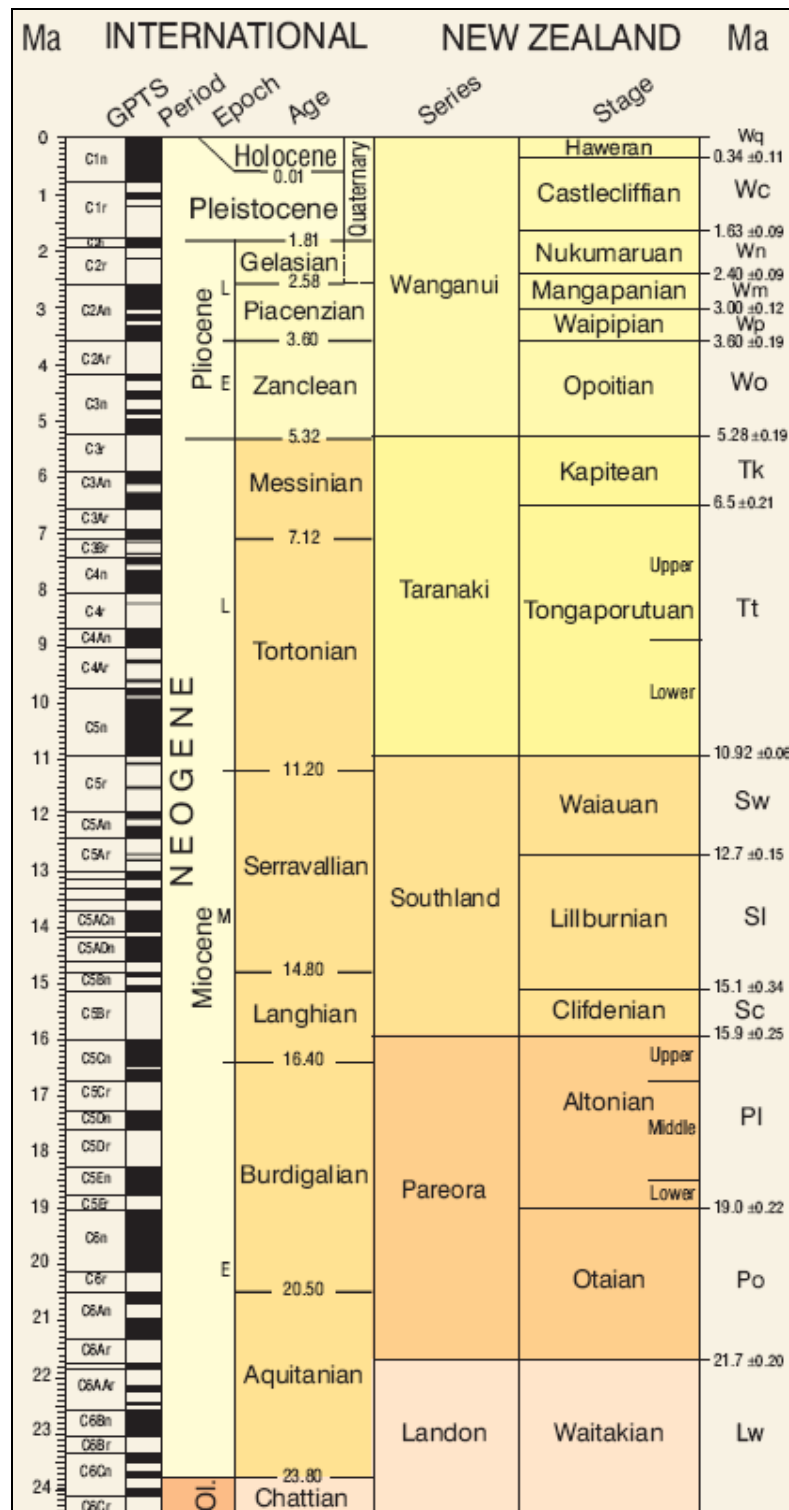 Ma INTERNATIONAL NEW ZEALAND Ma
GPTS Period Epoch Age Series Stage
0
1
2
3
4
5
6
7
8
9
10
11
12
13
14
15
16
17
18
19
20
21
22
23
24
C1n
C1r
C2r
C2An
C2Ar
C3n
C3r
C3An
C3Ar
C3Br
C4n
C4r
C4An
C4Ar
C5n
C5r
C5An
C5Ar
C5ACn
C5ADn
C5Bn
C5Br
C5Cn
C5Cr
C5Dn
C5Dr
C5En
C5Er
C6n
C6r
C6An
C6Ar
C6AAr
C6Bn
C6Br
C6Cn
C6Cr
NEOGENE
Ol.
Pliocene
L
E
Miocene
L
M
E
Holocene
0.01
Pleistocene
Quaternary
1.81
Gelasian
2.58
Piacenzian
3.60
Zanclean
5.32
Messinian
7.12
Tortonian
11.20
Serravallian
14.80
Langhian
16.40
Burdigalian
20.50
Aquitanian
23.80
Chattian
Wanganui
Taranaki
Southland
Pareora
Landon
Haweran
Castlecliffian
Nukumaruan
Mangapanian
Waipipian
Opoitian
Kapitean
Upper
Tongaporutuan
Lower
Waiauan
Lillburnian
Clifdenian
Upper
Altonian
Middle
Lower
Otaian
Waitakian
Wq
0.34 ±0.11
Wc
1.63 ±0.09
Wn
2.40 ±0.09
Wm
3.00 ±0.12
Wp
3.60 ±0.19
Wo
5.28 ±0.19
Tk
6.5 ±0.21
Tt
10.92 ±0.06
Sw
12.7 ±0.15
Sl
15.1 ±0.34
Sc
15.9 ±0.25
Pl
19.0 ±0.22
Po
21.7 ±0.20
Lw